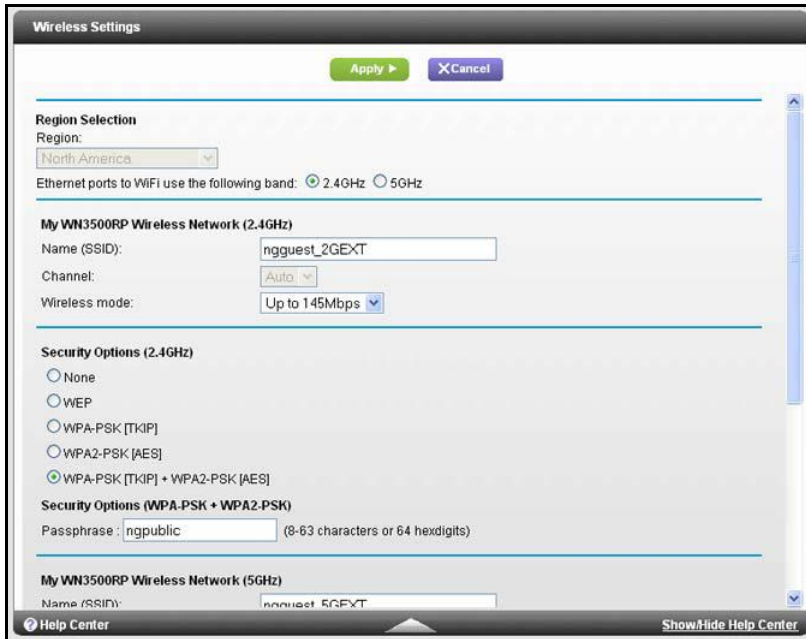 Wireless Settings
Apply
Cancel
Region Selection
Region:
North America
Ethernet ports to WiFi use the following band: 2.4GHz 5GHz
My WN3500RP Wireless Network (2.4GHz)
Name (SSID): ngguest_2GEXT
Channel: Auto
Wireless mode: Up to 145Mbps
Security Options (2.4GHz)
None
WEP
WPA-PSK [TKIP]
WPA2-PSK [AES]
WPA-PSK [TKIP] + WPA2-PSK [AES]
Security Options (WPA-PSK + WPA2-PSK)
Passphrase : ngpublic (8-63 characters or 64 hexdigits)
My WN3500RP Wireless Network (5GHz)
Name (SSID): ngguest_5GEXT
Help Center Show/Hide Help Center